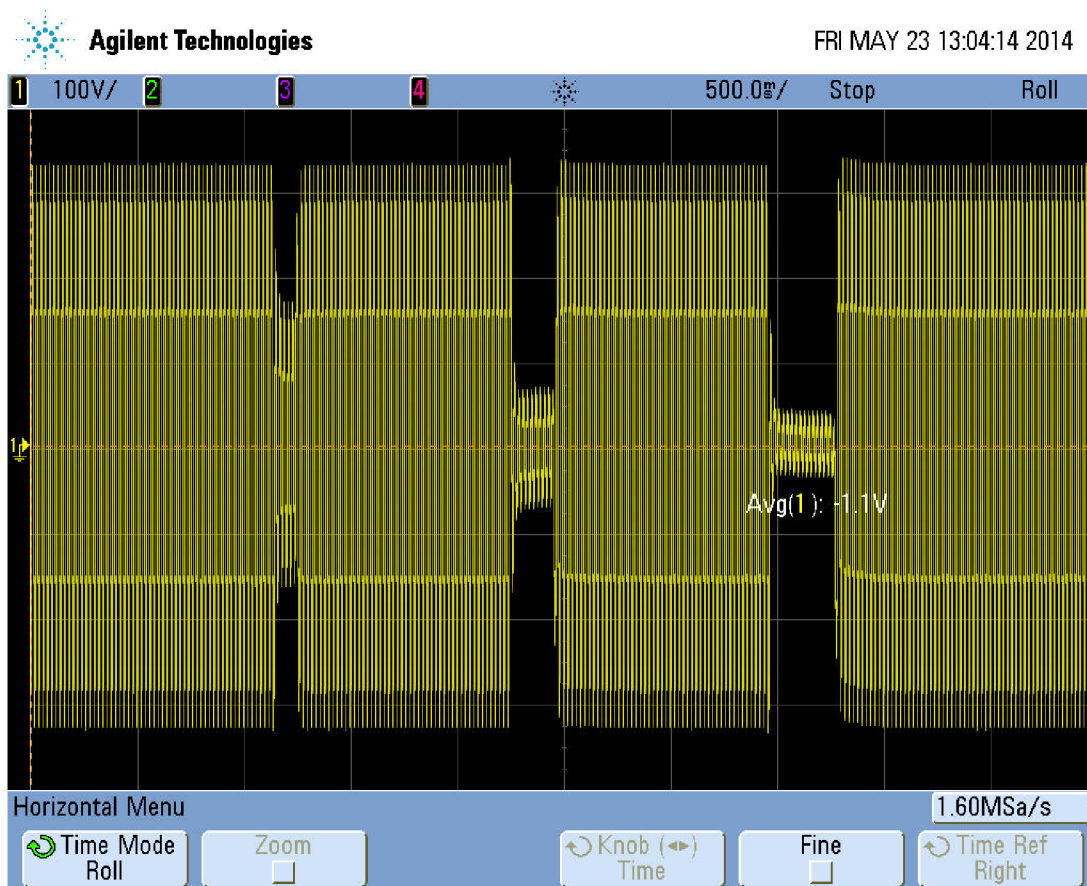 Agilent Technologies FRI MAY 23 13:04:14 2014
1 100V/ 2 3 4 500.0ms/ Stop Roll
1
Avg(1): -1.1V
Horizontal Menu 1.60MSa/s
Time Mode
Roll
Zoom
Knob (◄►)
Time
Fine
Time Ref
Right